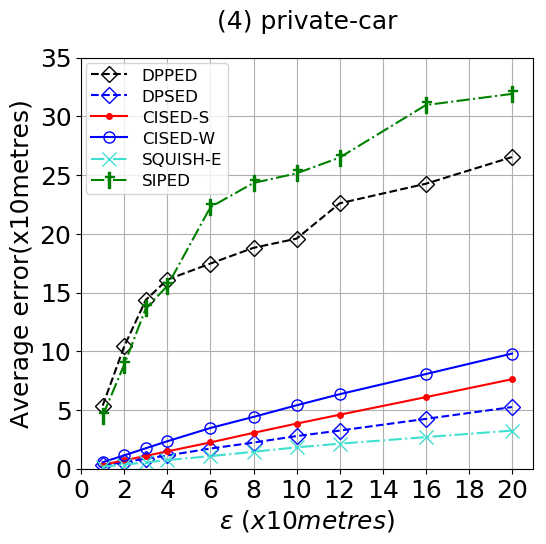 (4) private-car
35
30
25
20
15
10
5
0
Average error(x10metres)
DPPED
DPSED
CISED-S
CISED-W
SQUISH-E
SIPED
0 2 4 6 8 10 12 14 16 18 20
ε (x10metres)